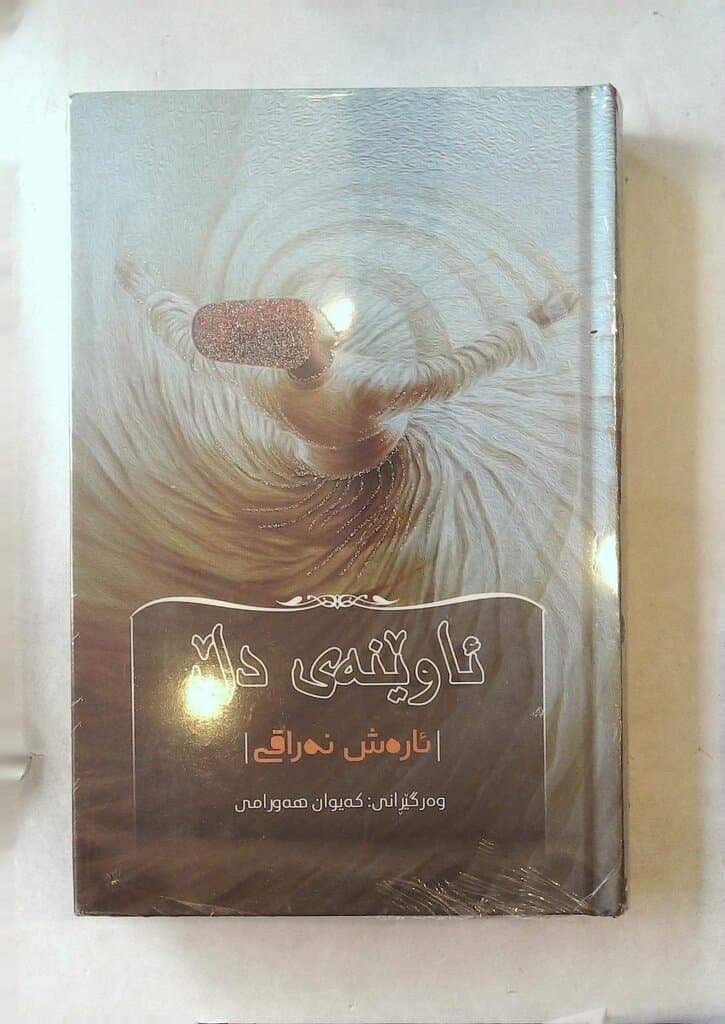 ئاوێنەی دڵ
ئارەش نەراقی
وەرگێڕانی: کەیوان هەورامی